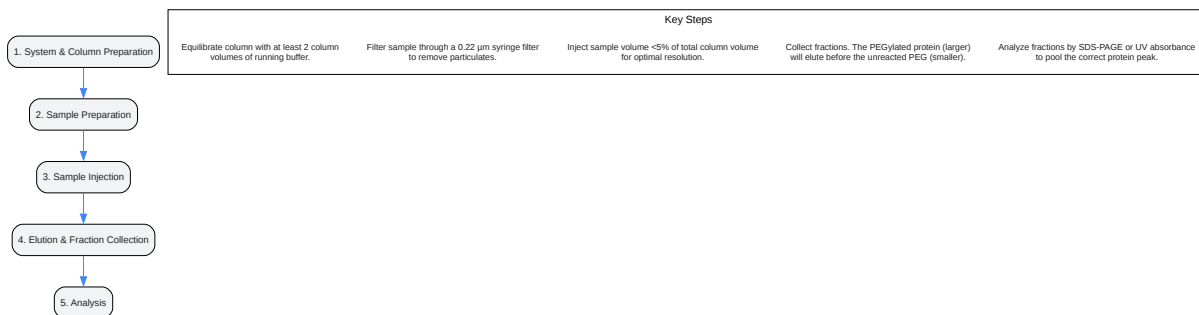 Key Steps
1. System & Column Preparation
Equilibrate column with at least 2 column
volumes of running buffer.
Filter sample through a 0.22 µm syringe filter
to remove particulates.
Inject sample volume <5% of total column volume
for optimal resolution.
Collect fractions. The PEGylated protein (larger)
will elute before the unreacted PEG (smaller).
Analyze fractions by SDS-PAGE or UV absorbance
to pool the correct protein peak.
2. Sample Preparation
3. Sample Injection
4. Elution & Fraction Collection
5. Analysis